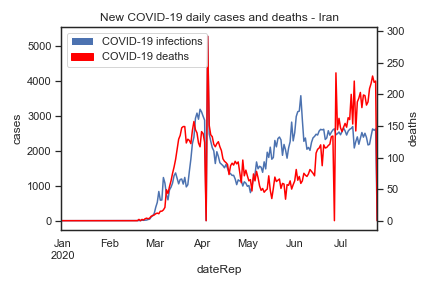 New COVID-19 daily cases and deaths - Iran
COVID-19 infections
COVID-19 deaths
cases
5000
4000
3000
2000
1000
0
deaths
300
250
200
150
100
50
0
Jan Feb Mar Apr May Jun Jul
2020
dateRep